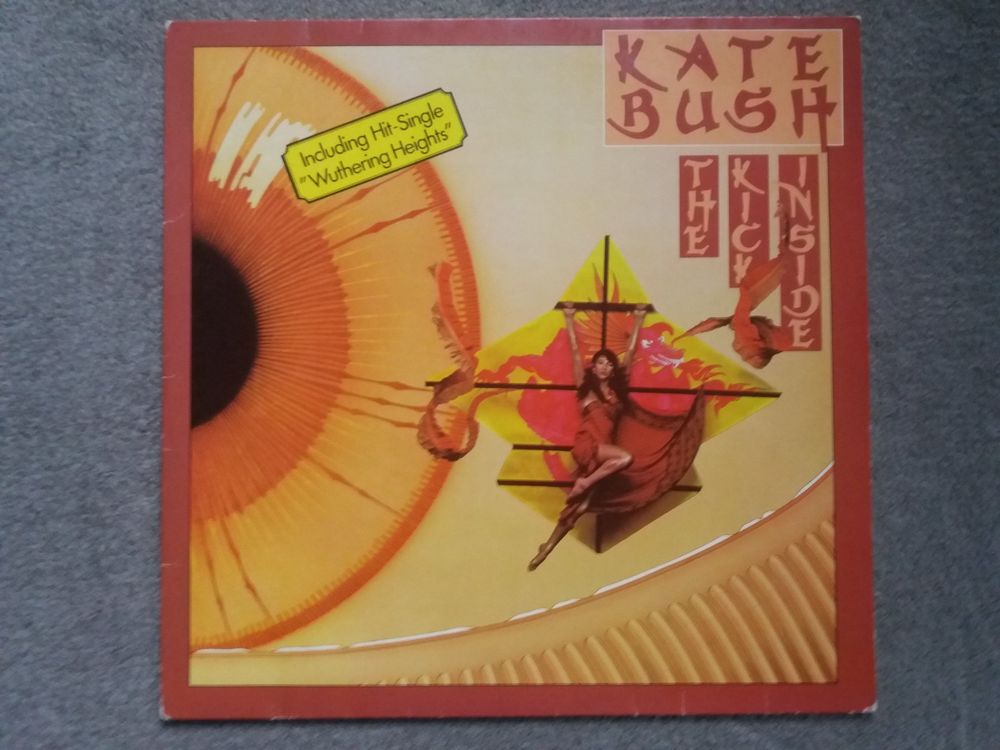 KATE
BUSH
THE
KICK
INSIDE
Including Hit-Single
"Wuthering Heights"